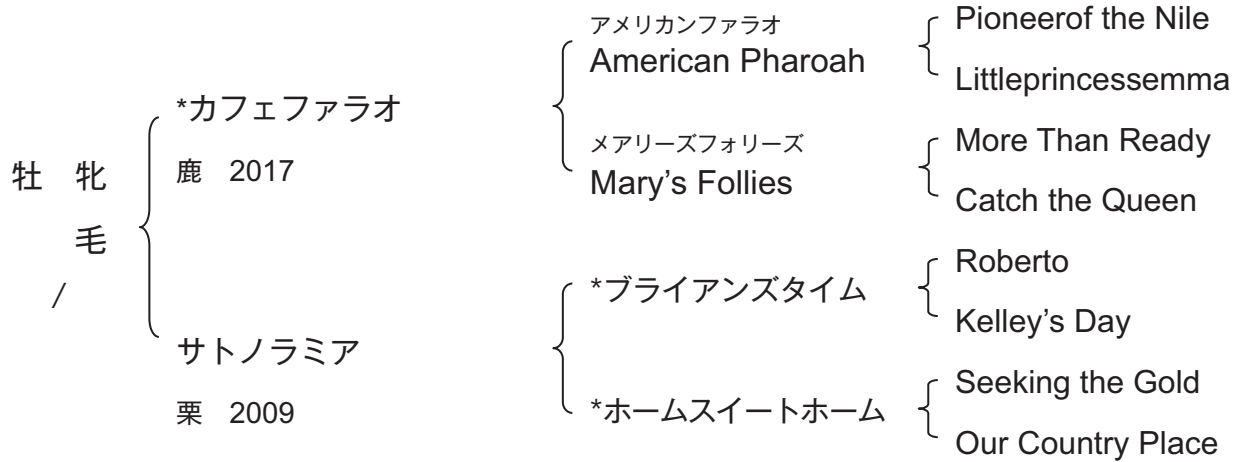 牡 牝
毛
/
*カフェファラオ
鹿 2017
サトノラミア
栗 2009
アメリカンファラオ
American Pharoah
メアリーズフォリーズ
Mary’s Follies
*ブライアンズタイム
*ホームスイートホーム
Pioneerof the Nile
Littleprincessemma
More Than Ready
Catch the Queen
Roberto
Kelley’s Day
Seeking the Gold
Our Country Place